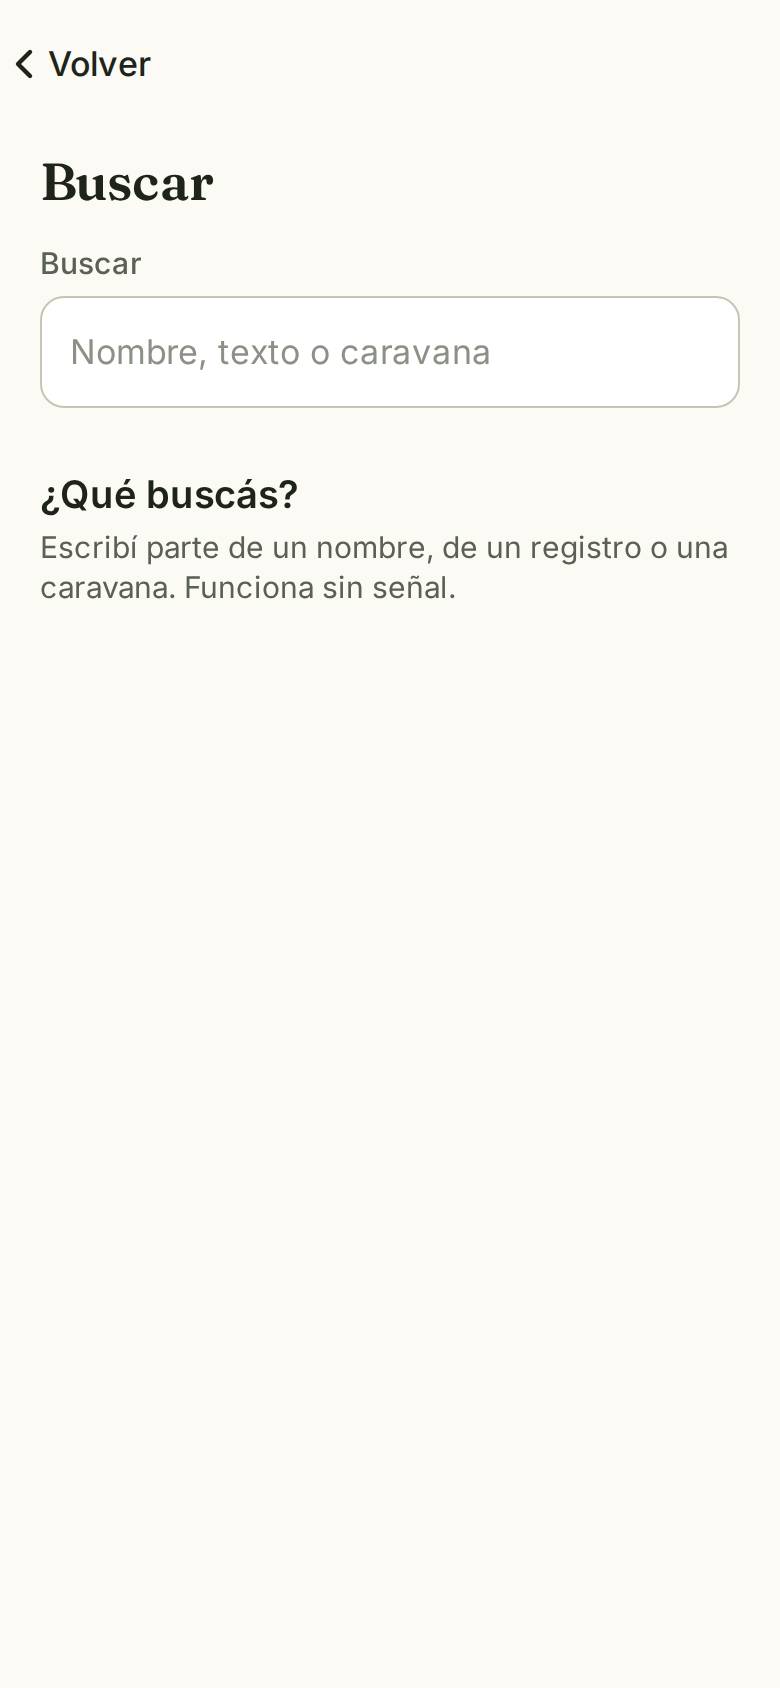 Volver
Buscar
Buscar
Nombre, texto o caravana
¿Qué buscás?
Escribí parte de un nombre, de un registro o una
caravana. Funciona sin señal.